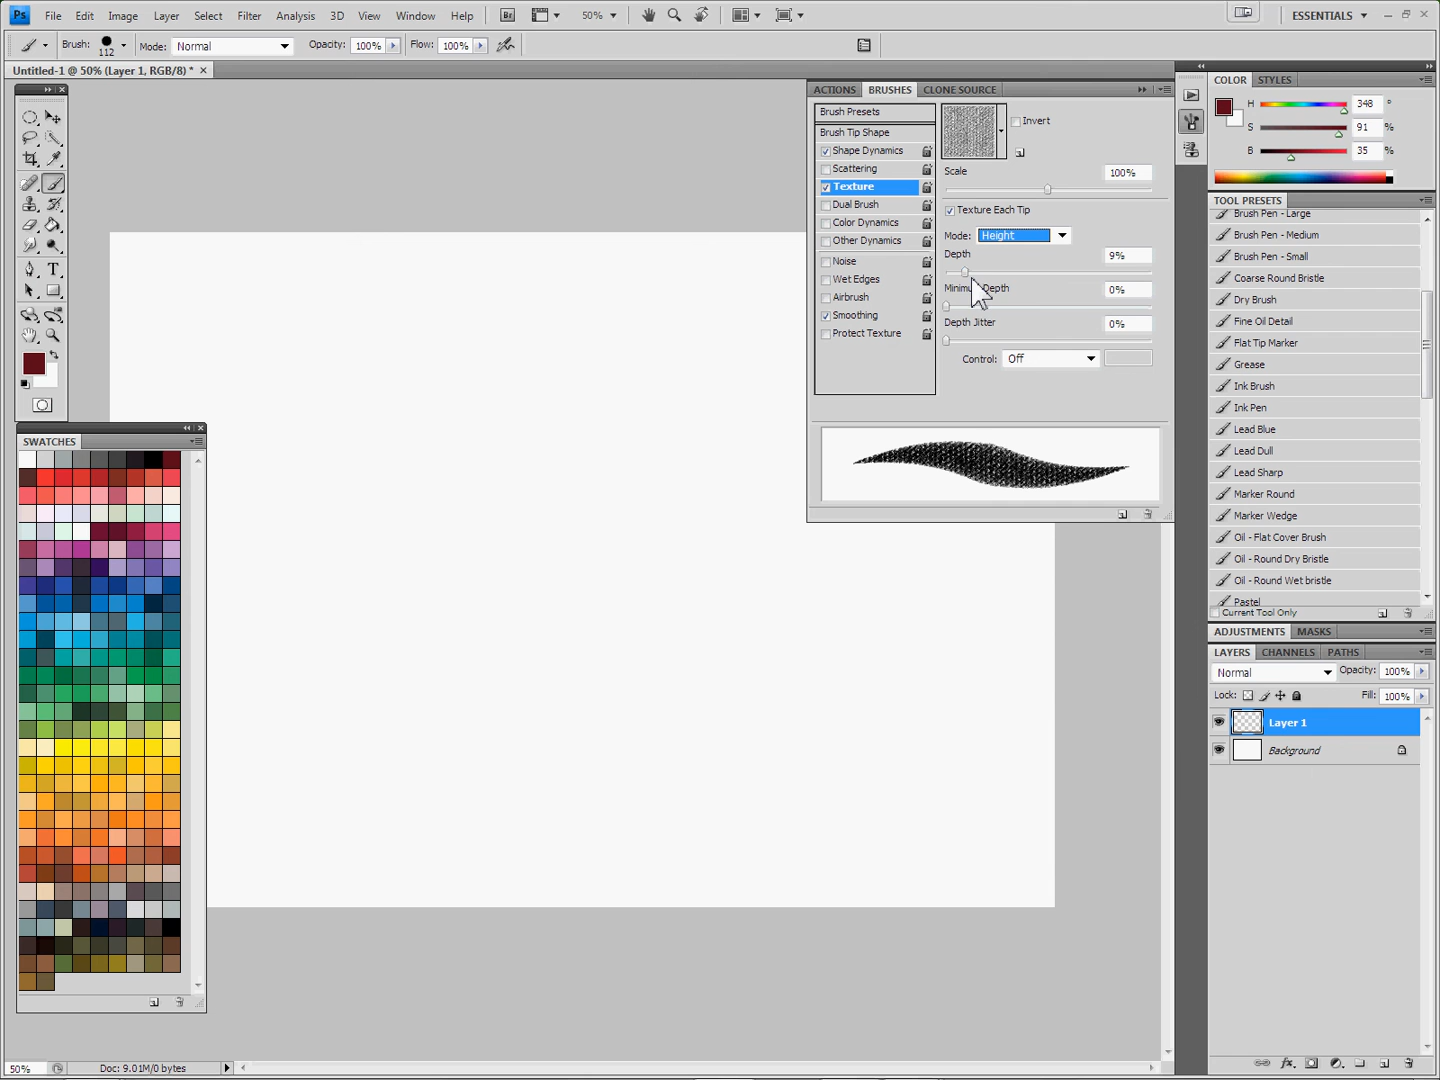 Ps File Edit Image Layer Select Filter Analysis 3D View Window Help Br 50% ESSENTIALS
Brush: 112 Mode: Normal Opacity: 100% Flow: 100%
Untitled-1 @ 50% (Layer 1, RGB/8) *
ACTIONS BRUSHES CLONE SOURCE
Brush Presets
Brush Tip Shape
Shape Dynamics
Scattering
Texture
Dual Brush
Color Dynamics
Other Dynamics
Noise
Wet Edges
Airbrush
Smoothing
Protect Texture
Invert
Scale 100%
Texture Each Tip
Mode: Height
Depth 9%
Minimum Depth 0%
Depth Jitter 0%
Control: Off
COLOR STYLES
H 348 °
S 91 %
B 35 %
TOOL PRESETS
Brush Pen - Large
Brush Pen - Medium
Brush Pen - Small
Coarse Round Bristle
Dry Brush
Fine Oil Detail
Flat Tip Marker
Grease
Ink Brush
Ink Pen
Lead Blue
Lead Dull
Lead Sharp
Marker Round
Marker Wedge
Oil - Flat Cover Brush
Oil - Round Dry Bristle
Oil - Round Wet bristle
Pastel
Current Tool Only
ADJUSTMENTS MASKS
LAYERS CHANNELS PATHS
Normal Opacity: 100%
Lock: Fill: 100%
Layer 1
Background
SWATCHES
50% Doc: 9.01M/0 bytes